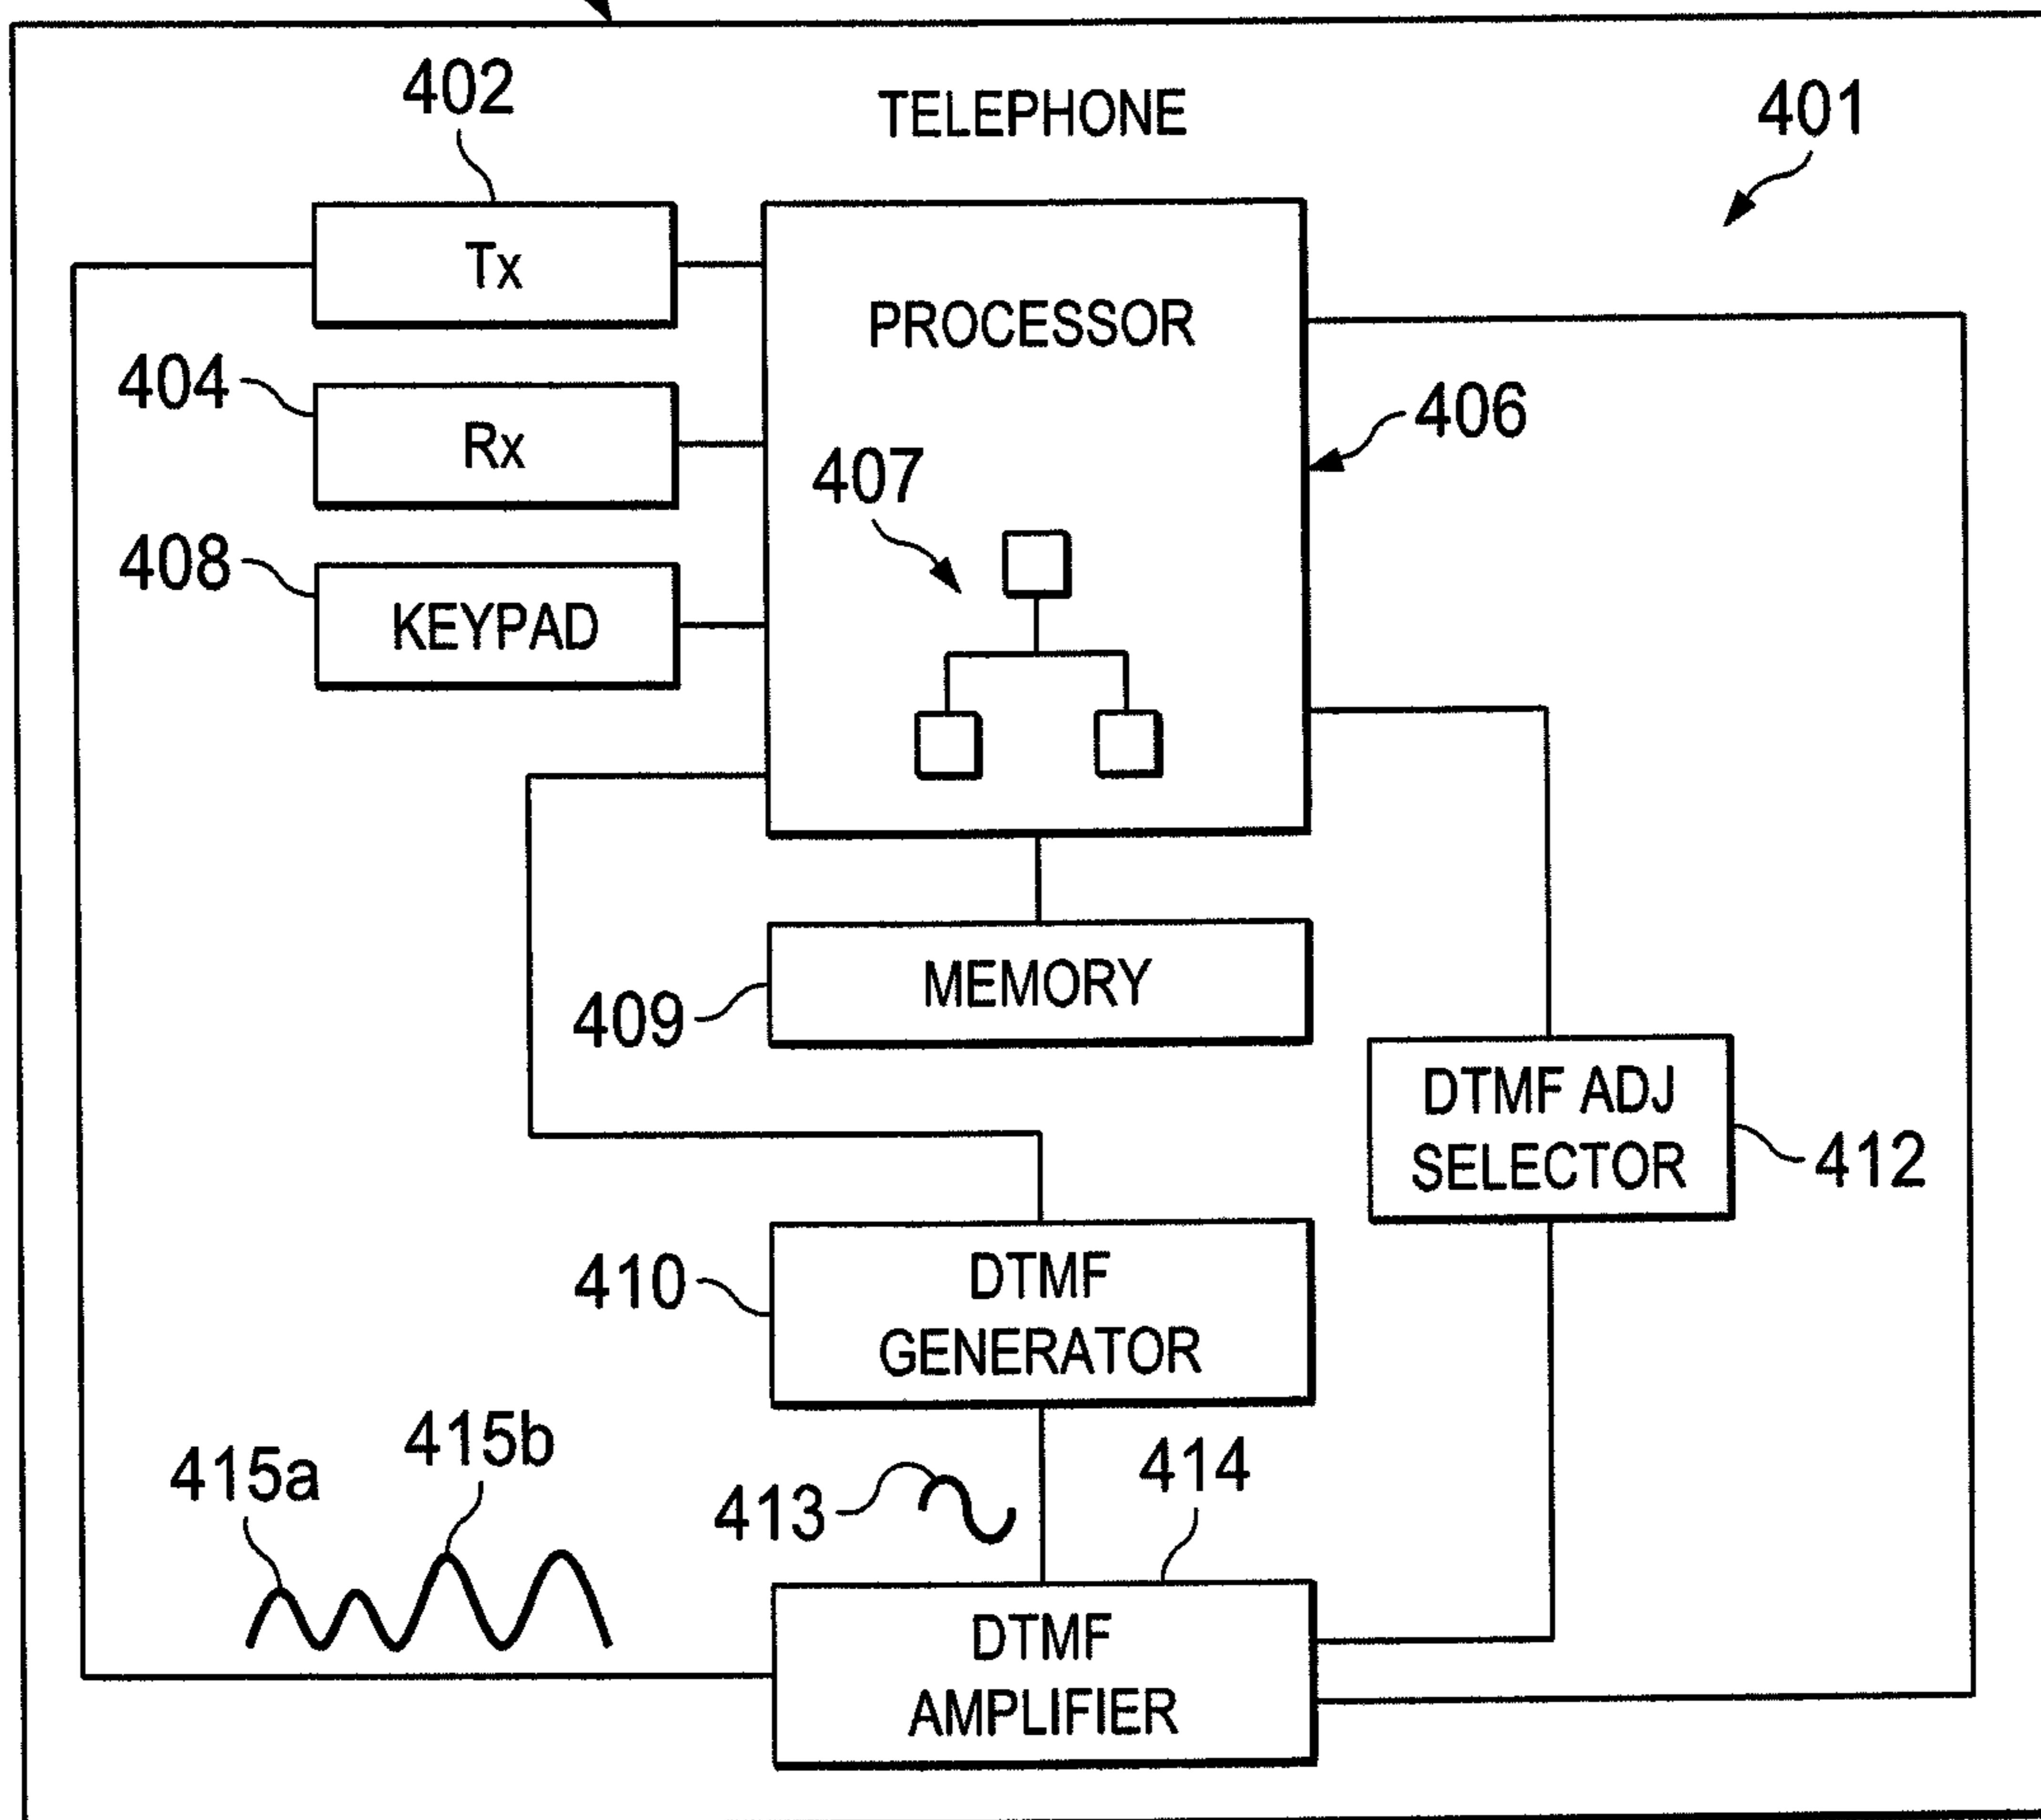 402
TELEPHONE
401
Tx
PROCESSOR
404
Rx
406
407
408
KEYPAD
MEMORY
409
DTMF ADJ
SELECTOR
412
410
DTMF
GENERATOR
415a
415b
413
414
DTMF
AMPLIFIER